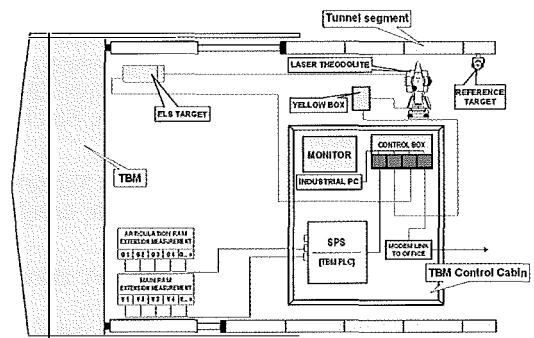 Tunnel segment
LASER THEODOLITE
REFERENCE
TARGET
YELLOW BOX
ELS TARGET
CONTROL BOX
MONITOR
TBM
INDUSTRIAL PC
ARTICULATION RAM
EXTENSION MEASUREMENT
SPS
[TBM PLC]
MODEM LINK
TO OFFICE
MAIN RAM
EXTENSION MEASUREMENT
TBM Control Cabin